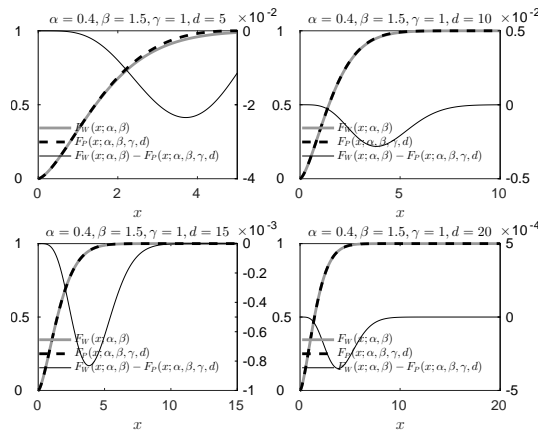 α = 0.4, β = 1.5, γ = 1, d = 5 ×10⁻²
1 0
0.5 -2
F_W(x; α, β)
F_P(x; α, β, γ, d)
F_W(x; α, β) − F_P(x; α, β, γ, d)
0 -4
0 2 4
x
α = 0.4, β = 1.5, γ = 1, d = 10 ×10⁻²
1 0.5
0.5 0
F_W(x; α, β)
F_P(x; α, β, γ, d)
F_W(x; α, β) − F_P(x; α, β, γ, d)
0 -0.5
0 5 10
x
α = 0.4, β = 1.5, γ = 1, d = 15 ×10⁻³
1 0
-0.2
0.5 -0.4
-0.6
F_W(x; α, β)
F_P(x; α, β, γ, d)
F_W(x; α, β) − F_P(x; α, β, γ, d)
-0.8
0 -1
0 5 10 15
x
α = 0.4, β = 1.5, γ = 1, d = 20 ×10⁻⁴
1 5
0.5 0
F_W(x; α, β)
F_P(x; α, β, γ, d)
F_W(x; α, β) − F_P(x; α, β, γ, d)
0 -5
0 10 20
x